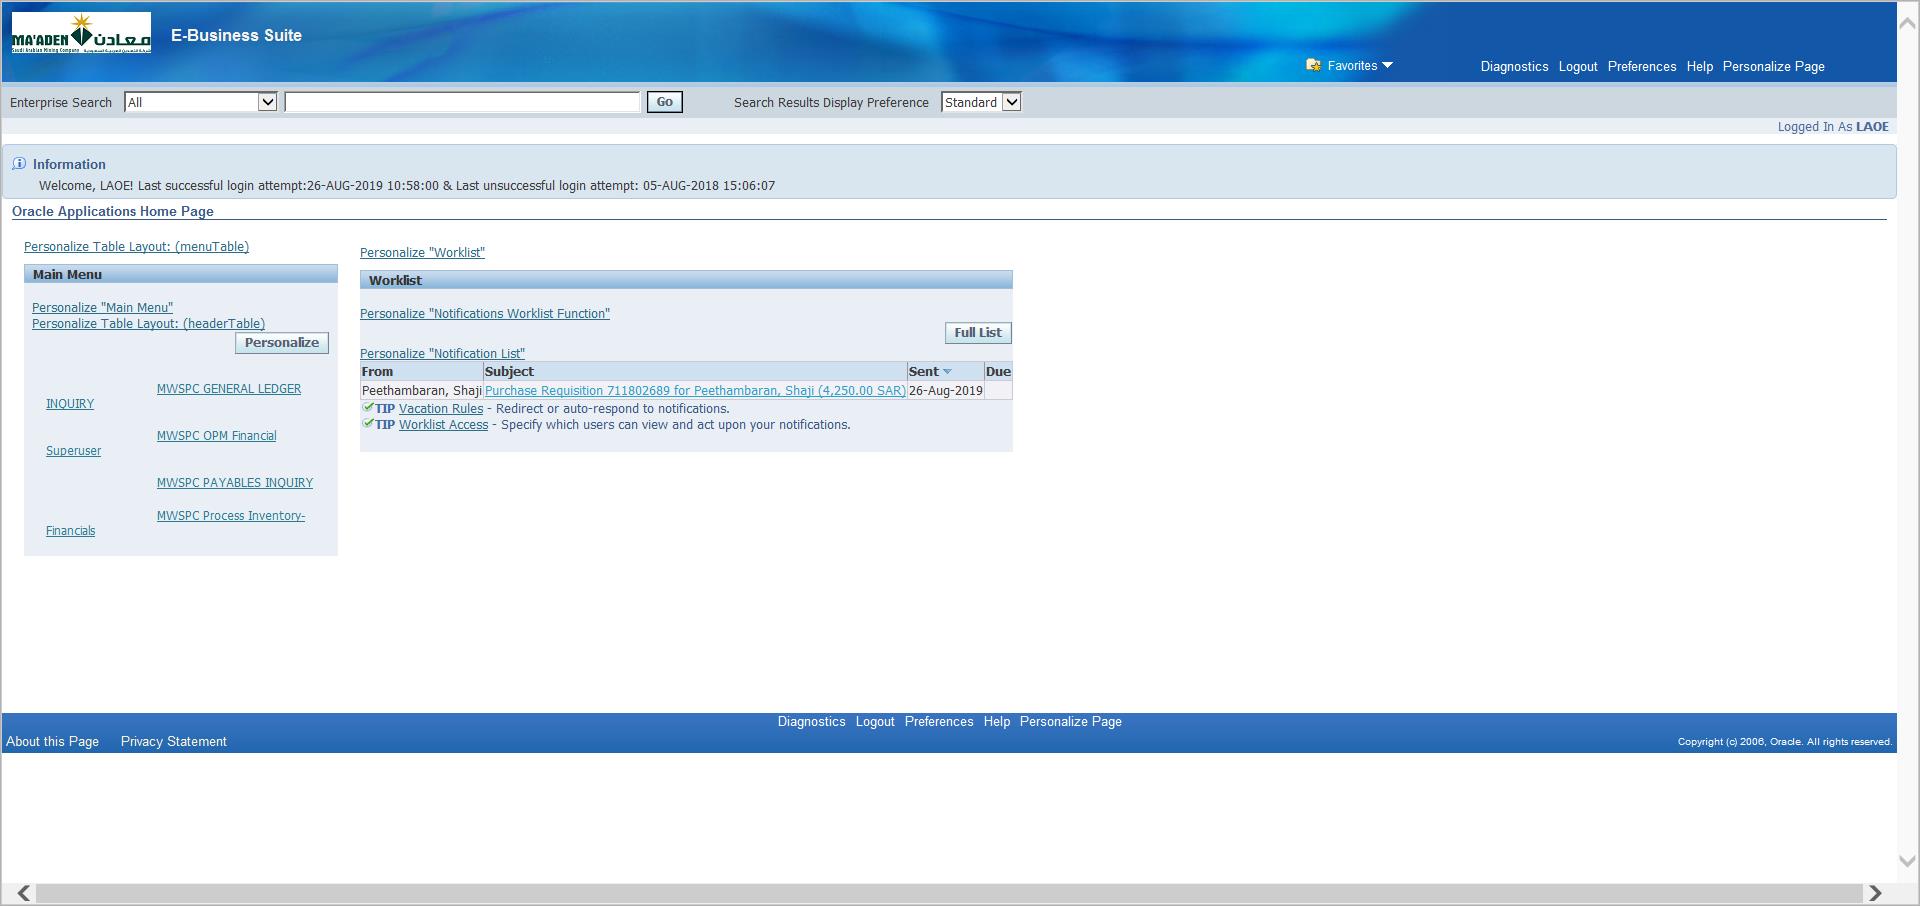 MA'ADEN معادن
Saudi Arabian Mining Company
E-Business Suite
Favorites
Diagnostics Logout Preferences Help Personalize Page
Enterprise Search All Go Search Results Display Preference Standard
Logged In As LAOE
Information
Welcome, LAOE! Last successful login attempt:26-AUG-2019 10:58:00 & Last unsuccessful login attempt: 05-AUG-2018 15:06:07
Oracle Applications Home Page
Personalize Table Layout: (menuTable)
Main Menu
Personalize "Main Menu"
Personalize Table Layout: (headerTable)
Personalize
MWSPC GENERAL LEDGER
INQUIRY
MWSPC OPM Financial
Superuser
MWSPC PAYABLES INQUIRY
MWSPC Process Inventory-
Financials
Personalize "Worklist"
Worklist
Personalize "Notifications Worklist Function"
Full List
Personalize "Notification List"
From Subject Sent Due
Peethambaran, Shaji Purchase Requisition 711802689 for Peethambaran, Shaji (4,250.00 SAR) 26-Aug-2019
TIP Vacation Rules - Redirect or auto-respond to notifications.
TIP Worklist Access - Specify which users can view and act upon your notifications.
Diagnostics Logout Preferences Help Personalize Page
About this Page Privacy Statement
Copyright (c) 2006, Oracle. All rights reserved.